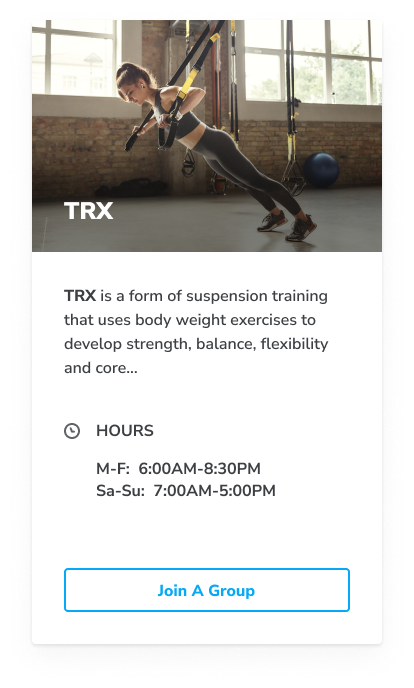 TRX
TRX is a form of suspension training
that uses body weight exercises to
develop strength, balance, flexibility
and core...
HOURS
M-F:  6:00AM-8:30PM
Sa-Su:  7:00AM-5:00PM
Join A Group